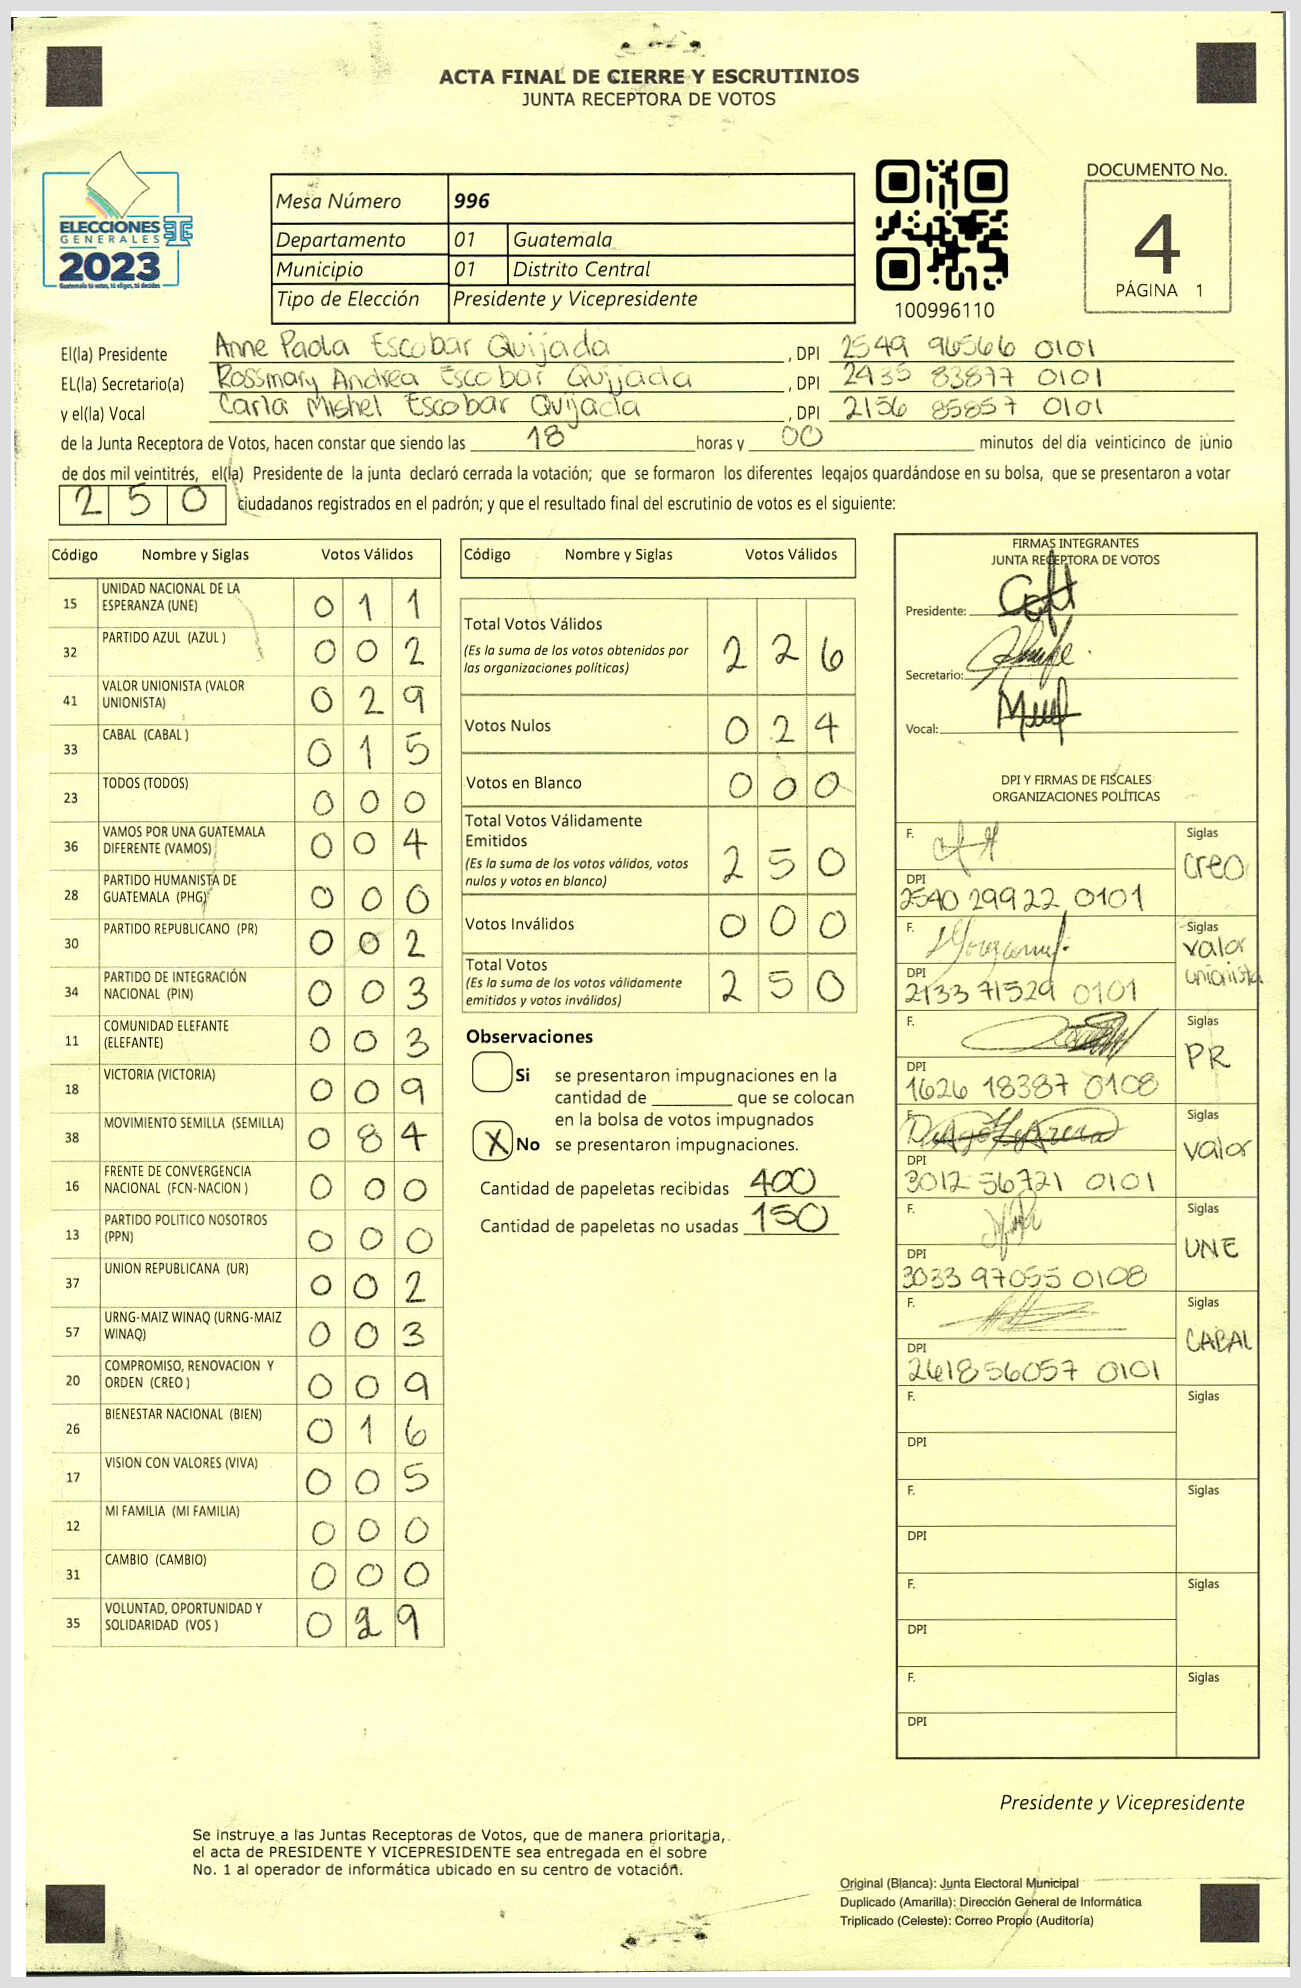 ACTA FINAL DE CIERRE Y ESCRUTINIOS
JUNTA RECEPTORA DE VOTOS
ELECCIONES
GENERALES
2023
Guatemala tú votas, tú eliges, tú decides
Mesa Número 996
Departamento 01 Guatemala
Municipio 01 Distrito Central
Tipo de Elección Presidente y Vicepresidente
100996110
DOCUMENTO No.
4
PÁGINA 1
El(la) Presidente Anne Paola Escobar Quijada , DPI 2549 96566 0101
EL(la) Secretario(a) Rossmary Andrea Escobar Quijada , DPI 2435 83877 0101
y el(la) Vocal Carla Mishel Escobar Quijada , DPI 2156 85857 0101
de la Junta Receptora de Votos, hacen constar que siendo las 18 horas y 00 minutos del día veinticinco de junio
de dos mil veintitrés, el(la) Presidente de la junta declaró cerrada la votación; que se formaron los diferentes legajos guardándose en su bolsa, que se presentaron a votar
250 ciudadanos registrados en el padrón; y que el resultado final del escrutinio de votos es el siguiente:
Código Nombre y Siglas Votos Válidos
15 UNIDAD NACIONAL DE LA ESPERANZA (UNE) 0 1 1
32 PARTIDO AZUL (AZUL ) 0 0 2
41 VALOR UNIONISTA (VALOR UNIONISTA) 0 2 9
33 CABAL (CABAL ) 0 1 5
23 TODOS (TODOS) 0 0 0
36 VAMOS POR UNA GUATEMALA DIFERENTE (VAMOS) 0 0 4
28 PARTIDO HUMANISTA DE GUATEMALA (PHG) 0 0 0
30 PARTIDO REPUBLICANO (PR) 0 0 2
34 PARTIDO DE INTEGRACIÓN NACIONAL (PIN) 0 0 3
11 COMUNIDAD ELEFANTE (ELEFANTE) 0 0 3
18 VICTORIA (VICTORIA) 0 0 9
38 MOVIMIENTO SEMILLA (SEMILLA) 0 8 4
16 FRENTE DE CONVERGENCIA NACIONAL (FCN-NACION ) 0 0 0
13 PARTIDO POLITICO NOSOTROS (PPN) 0 0 0
37 UNION REPUBLICANA (UR) 0 0 2
57 URNG-MAIZ WINAQ (URNG-MAIZ WINAQ) 0 0 3
20 COMPROMISO, RENOVACION Y ORDEN (CREO ) 0 0 9
26 BIENESTAR NACIONAL (BIEN) 0 1 6
17 VISION CON VALORES (VIVA) 0 0 5
12 MI FAMILIA (MI FAMILIA) 0 0 0
31 CAMBIO (CAMBIO) 0 0 0
35 VOLUNTAD, OPORTUNIDAD Y SOLIDARIDAD (VOS ) 0 2 9
Código Nombre y Siglas Votos Válidos
Total Votos Válidos 2 2 6
(Es la suma de los votos obtenidos por
las organizaciones políticas)
Votos Nulos 0 2 4
Votos en Blanco 0 0 0
Total Votos Válidamente
Emitidos 2 5 0
(Es la suma de los votos válidos, votos
nulos y votos en blanco)
Votos Inválidos 0 0 0
Total Votos 2 5 0
(Es la suma de los votos válidamente
emitidos y votos inválidos)
Observaciones
Si se presentaron impugnaciones en la
cantidad de ________ que se colocan
en la bolsa de votos impugnados
X No se presentaron impugnaciones.
Cantidad de papeletas recibidas 400
Cantidad de papeletas no usadas 150
FIRMAS INTEGRANTES
JUNTA RECEPTORA DE VOTOS
Presidente:
Secretario:
Vocal:
DPI Y FIRMAS DE FISCALES
ORGANIZACIONES POLÍTICAS
F. Siglas creo
DPI 2540 29922 0101
F. Siglas valor unionista
DPI 2133 71529 0101
F. Siglas PR
DPI 1626 18387 0108
F. Siglas valor
DPI 3012 56721 0101
F. Siglas UNE
DPI 3033 97055 0108
F. Siglas CABAL
DPI 2618 56057 0101
F. Siglas
DPI
F. Siglas
DPI
F. Siglas
DPI
F. Siglas
DPI
Presidente y Vicepresidente
Se instruye a las Juntas Receptoras de Votos, que de manera prioritaria,
el acta de PRESIDENTE Y VICEPRESIDENTE sea entregada en el sobre
No. 1 al operador de informática ubicado en su centro de votación.
Original (Blanca): Junta Electoral Municipal
Duplicado (Amarilla): Dirección General de Informática
Triplicado (Celeste): Correo Propio (Auditoría)